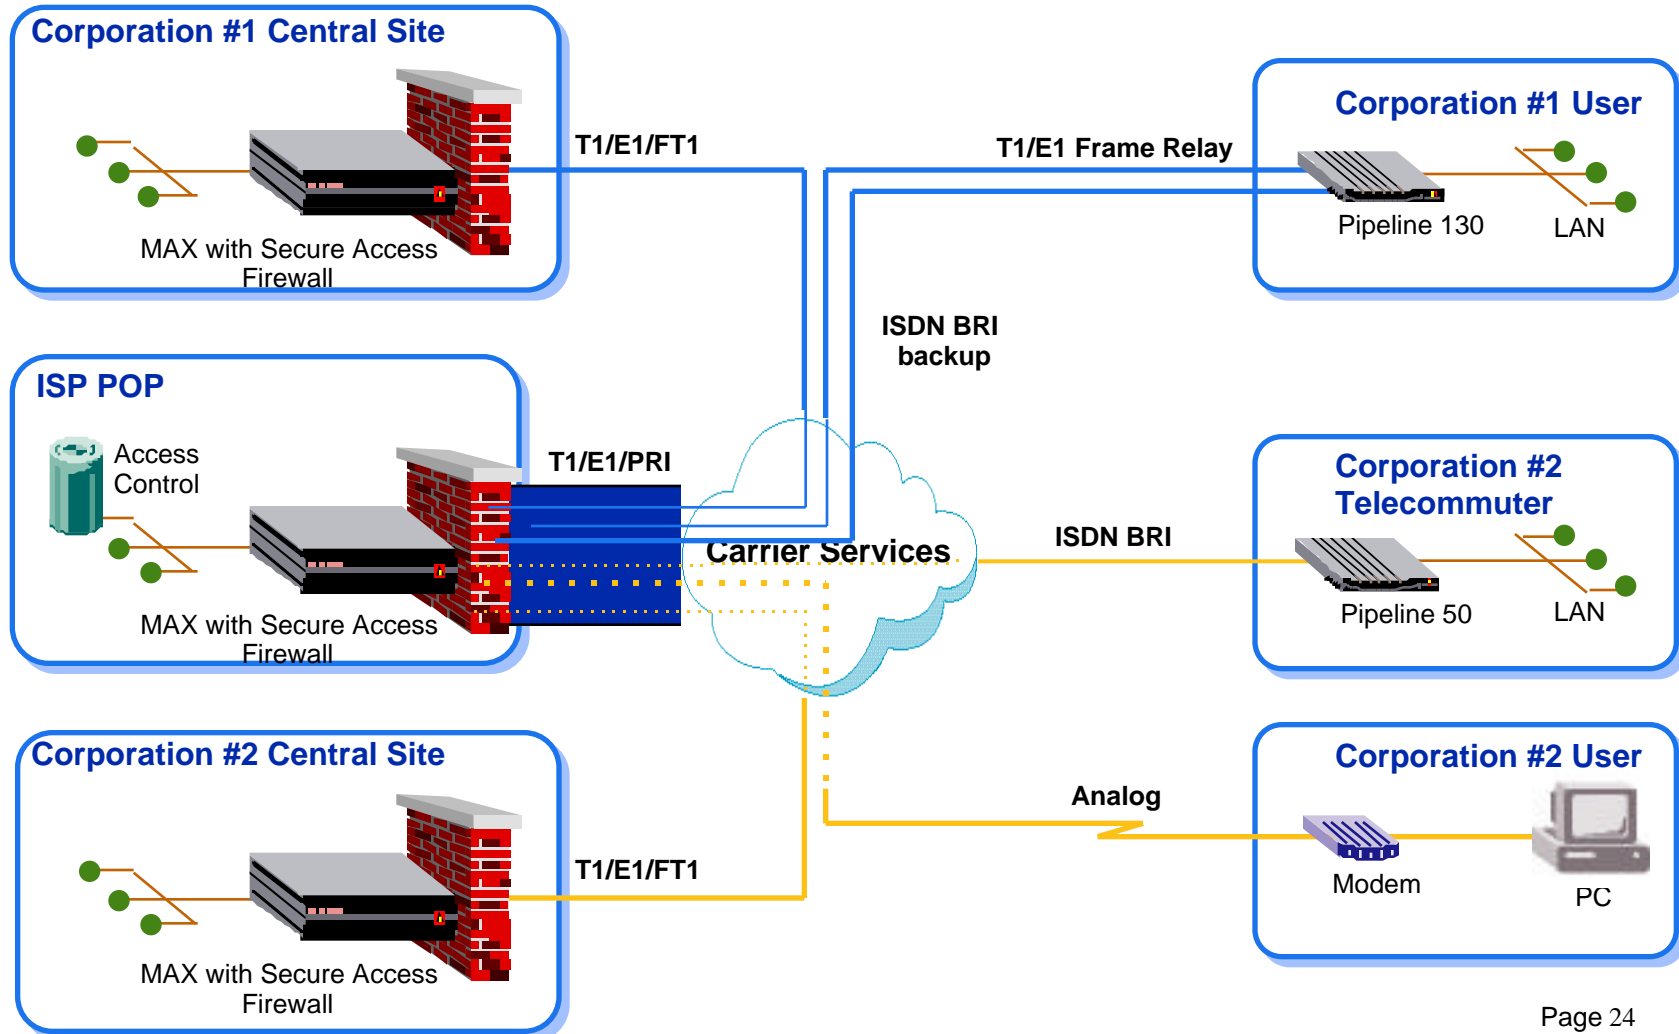 Corporation #1 Central Site
T1/E1/FT1
MAX with Secure Access
Firewall
T1/E1 Frame Relay
Corporation #1 User
Pipeline 130
LAN
ISDN BRI
backup
ISP POP
Access
Control
T1/E1/PRI
MAX with Secure Access
Firewall
Carrier Services
ISDN BRI
Corporation #2
Telecommuter
Pipeline 50
LAN
Corporation #2 Central Site
T1/E1/FT1
MAX with Secure Access
Firewall
Analog
Corporation #2 User
Modem
PC
Page 24